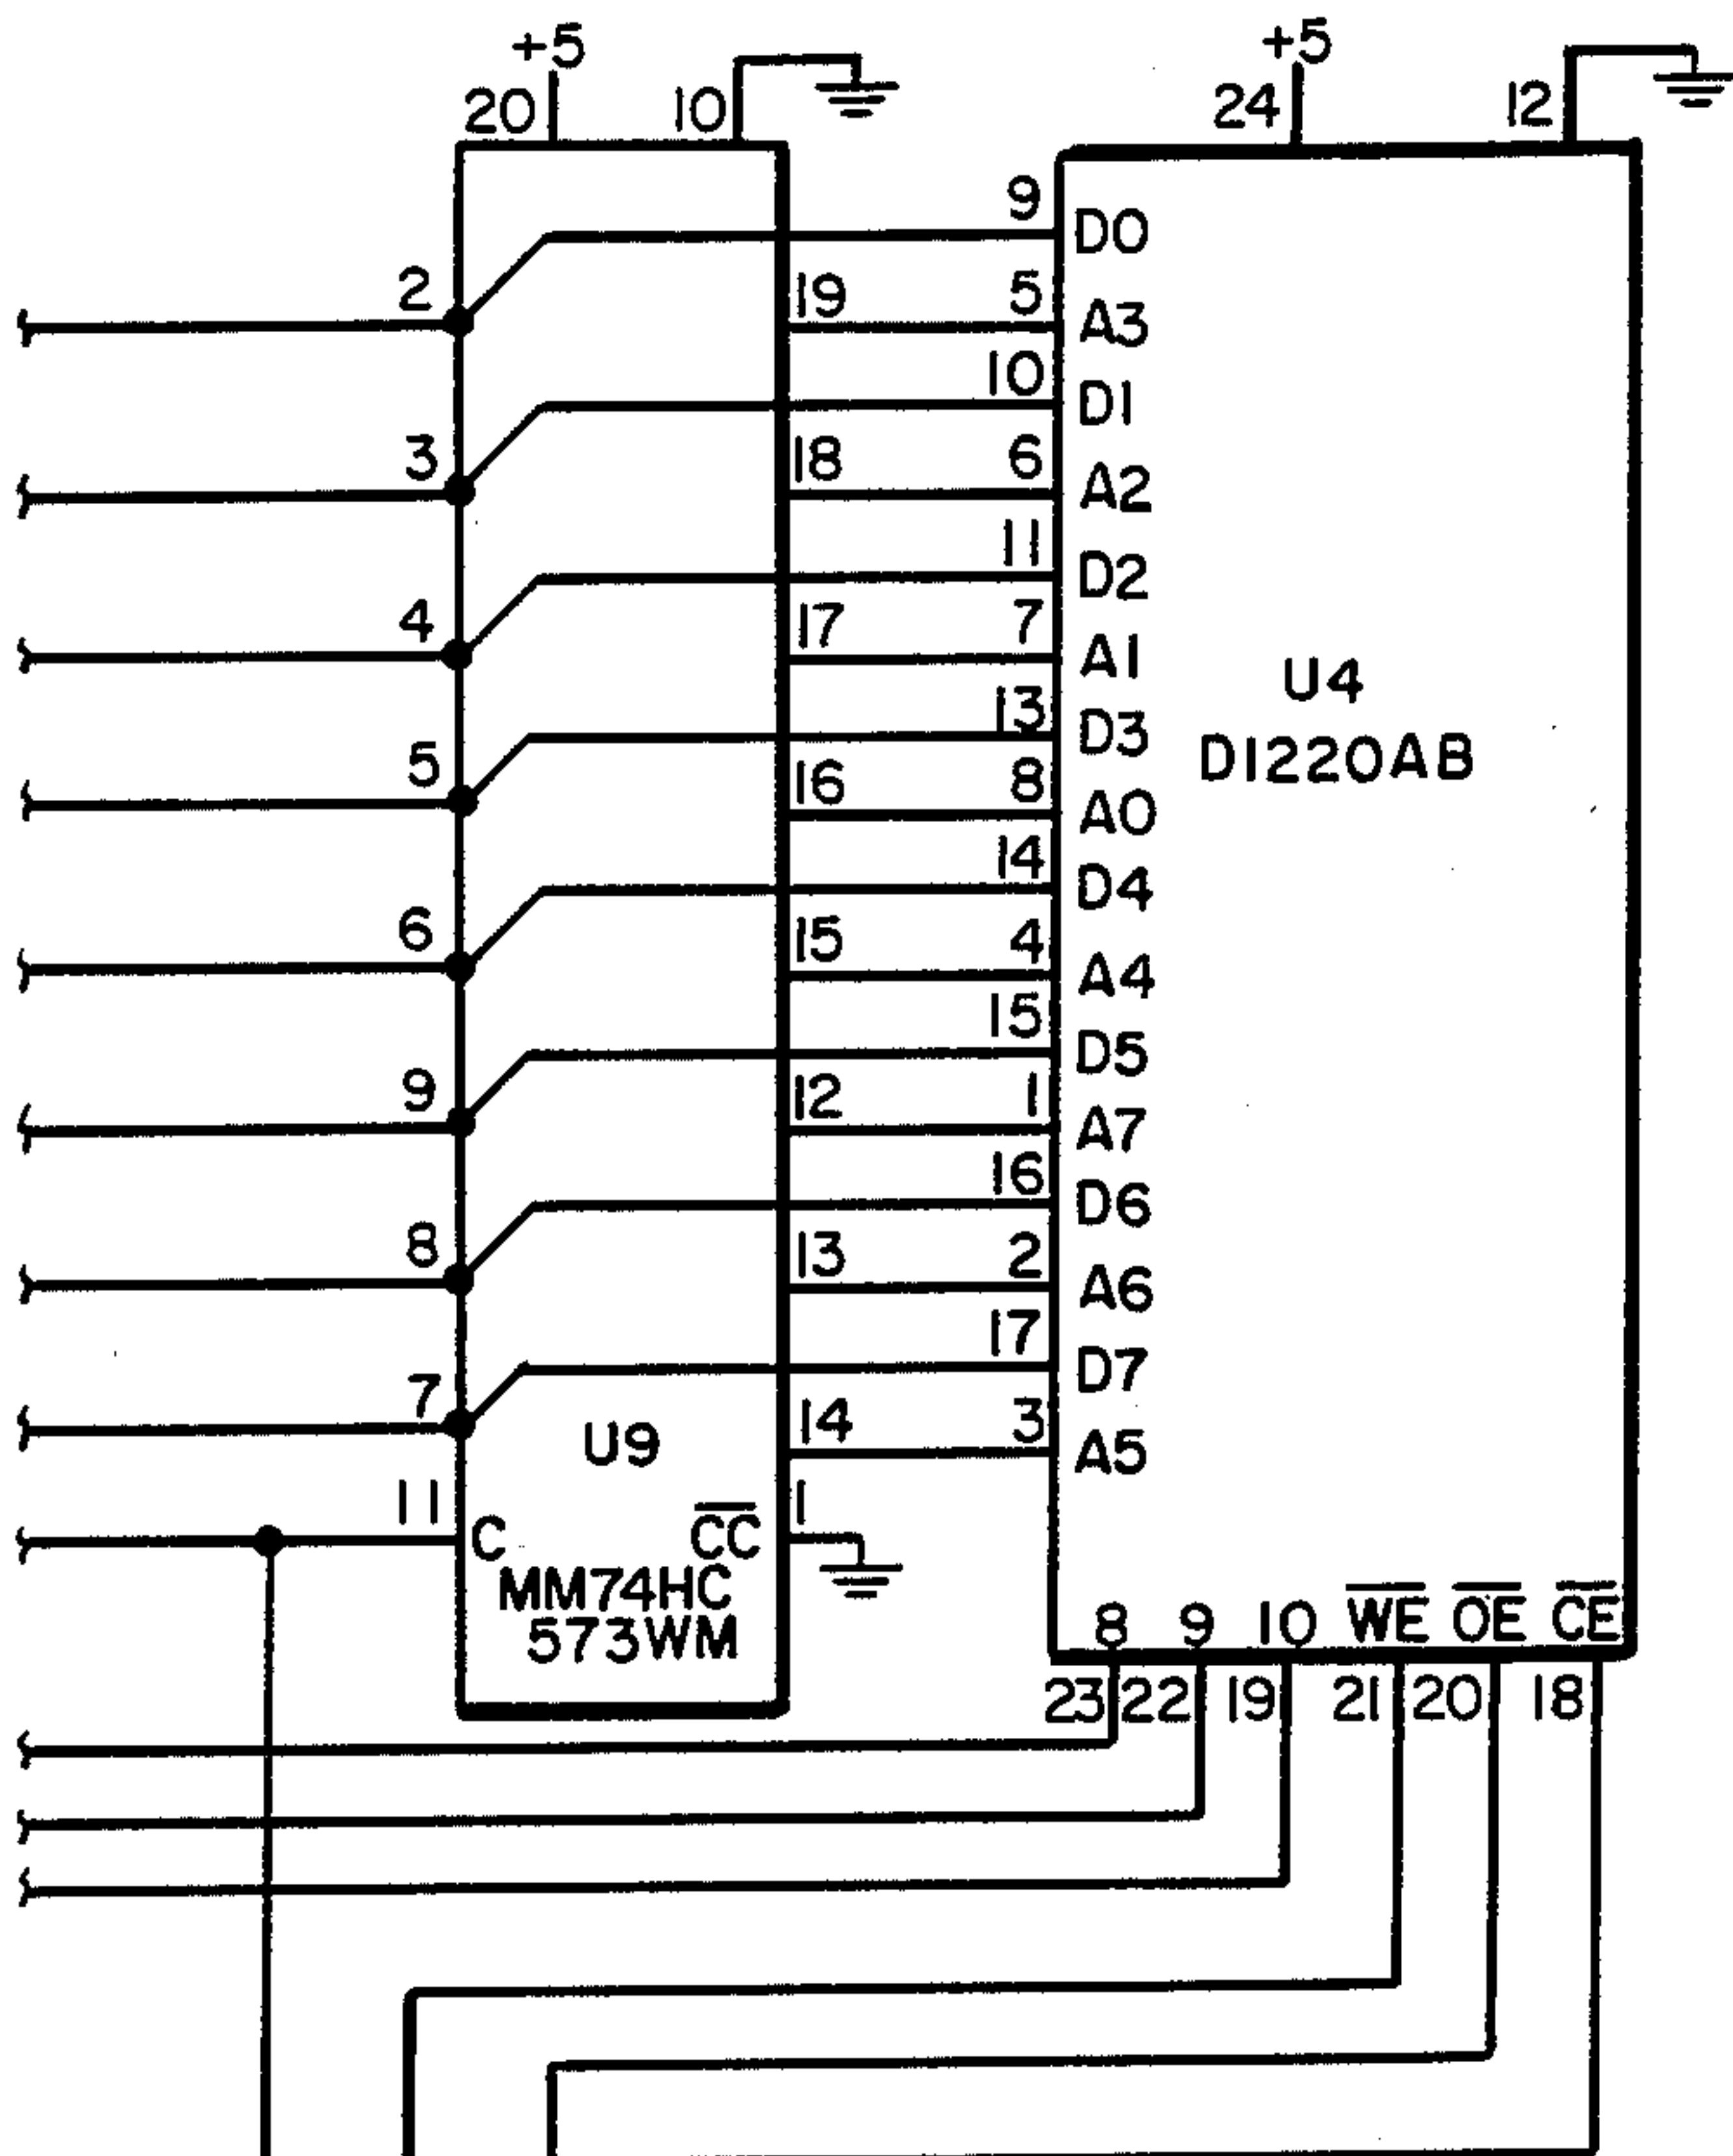 +5 +5
20 10 24 12
9 D0
2 19 5 A3
10 D1
3 18 6 A2
11 D2
4 17 7 A1
U4
13 D3
D1220AB
5 16 8 A0
14 D4
6 15 4 A4
15 D5
9 12 1 A7
16 D6
8 13 2 A6
17 D7
7 14 3 A5
U9
11 C CC 1
MM74HC
573WM
8 9 10 WE OE CE
23 22 19 21 20 18